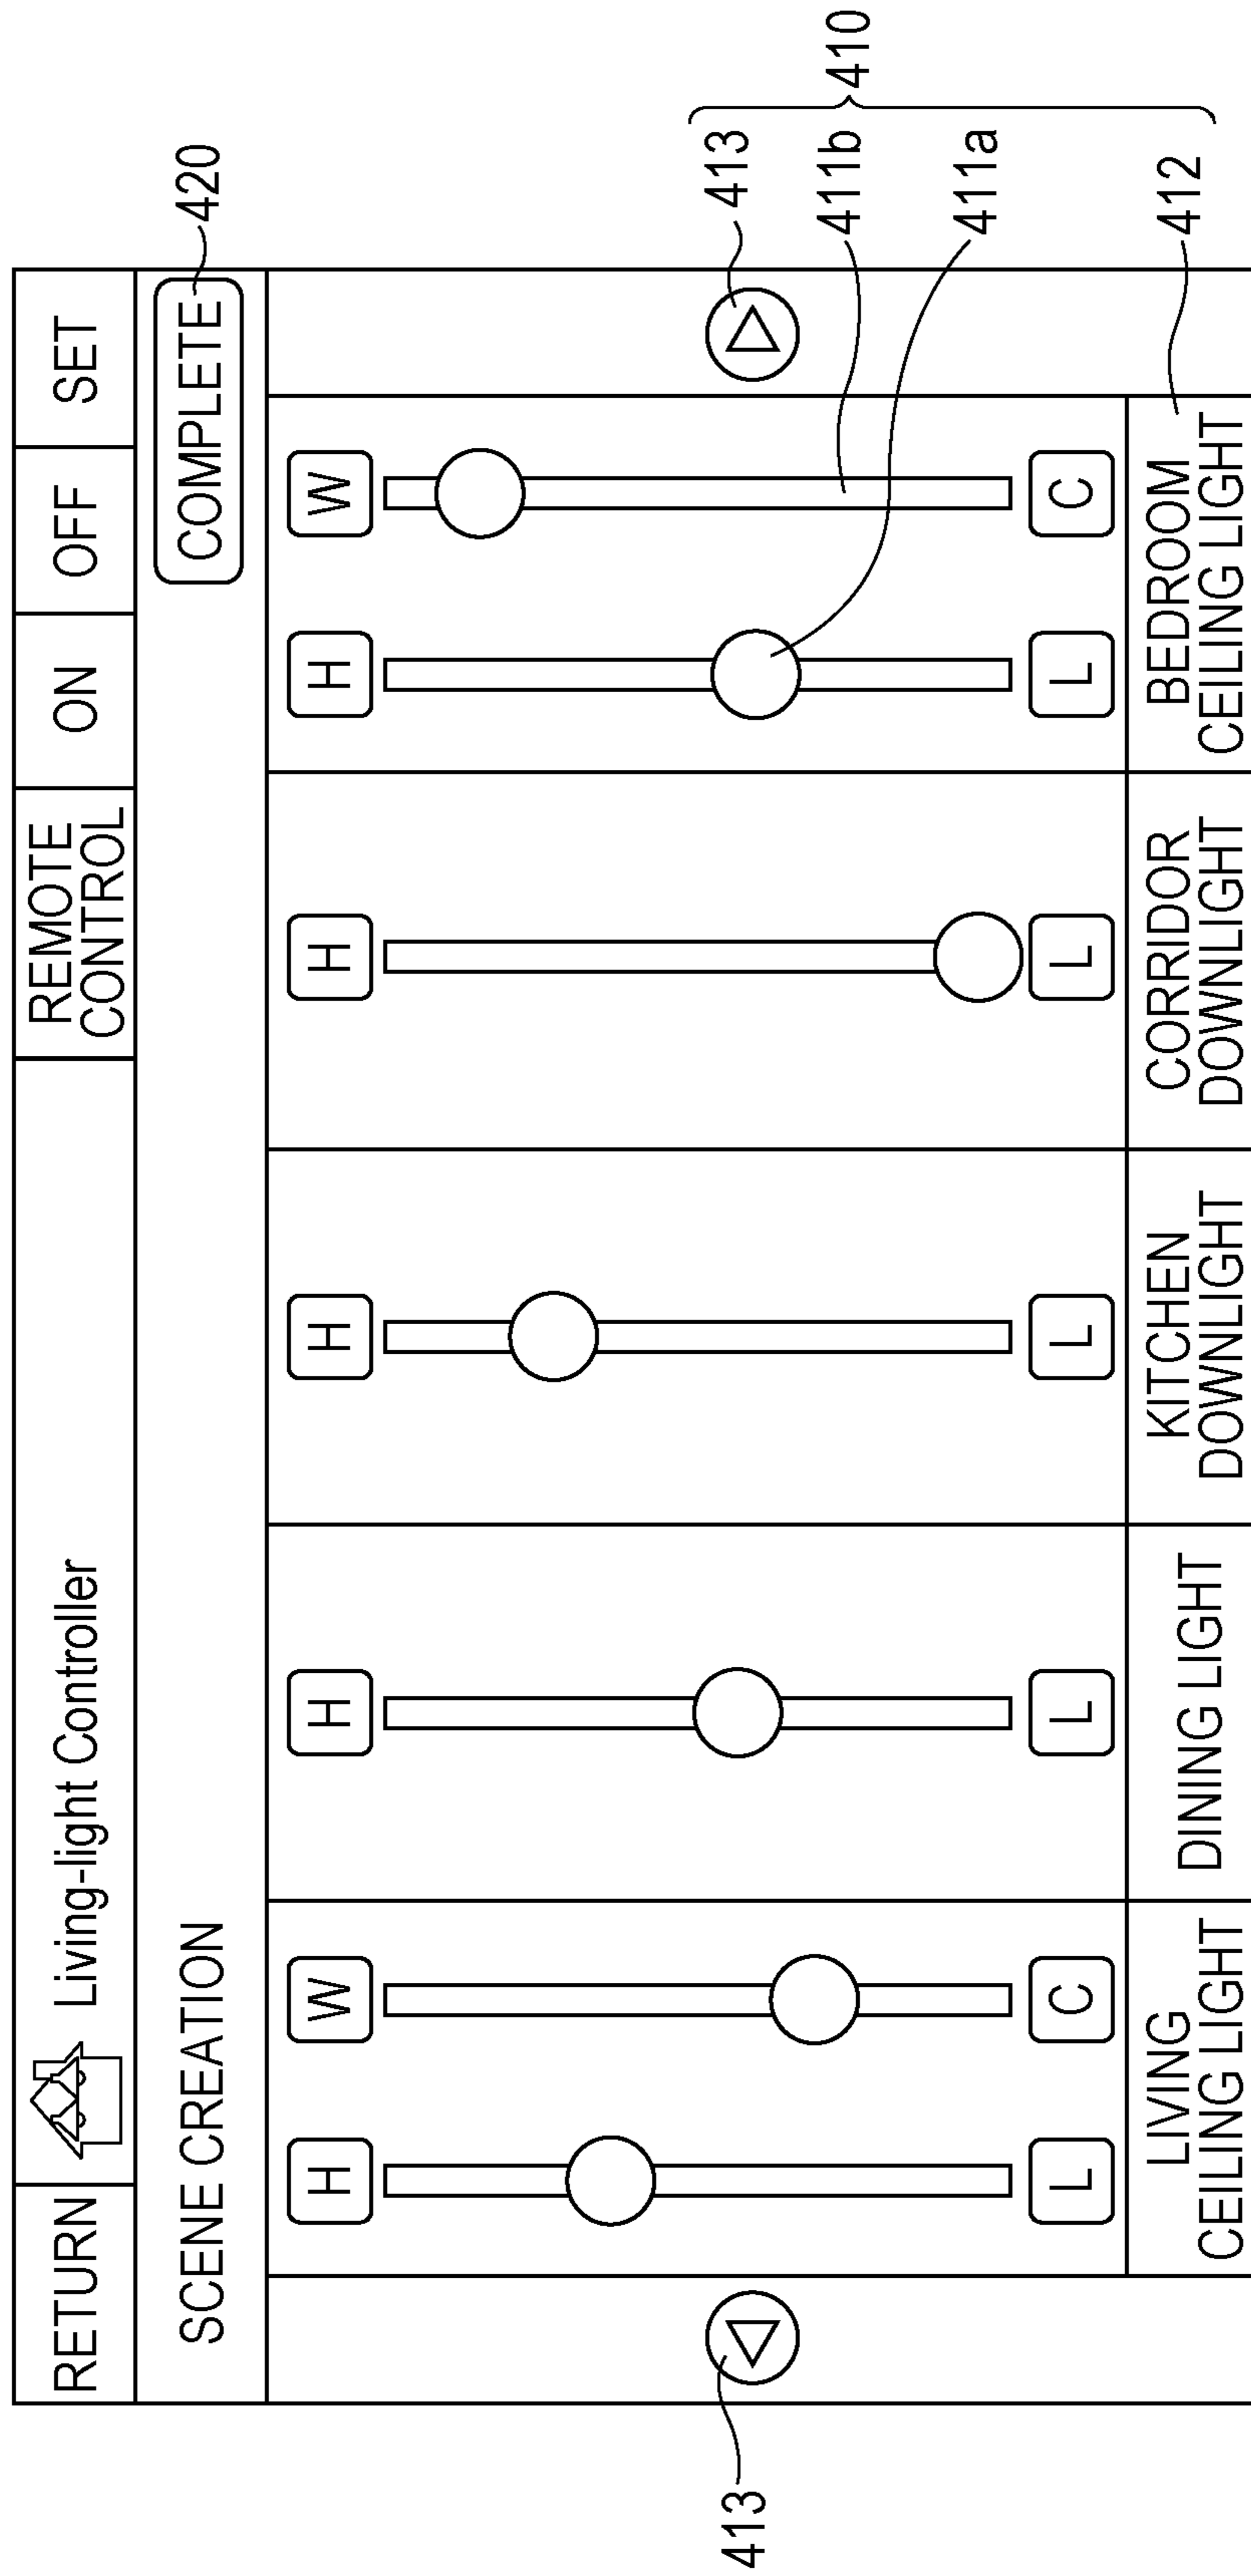 RETURN
Living-light Controller
REMOTE
CONTROL
ON
OFF
SET
SCENE CREATION
COMPLETE
420
H
W
H
H
H
H
W
413
413
411b
411a
410
L
C
L
L
L
L
C
LIVING
CEILING LIGHT
DINING LIGHT
KITCHEN
DOWNLIGHT
CORRIDOR
DOWNLIGHT
BEDROOM
CEILING LIGHT
412